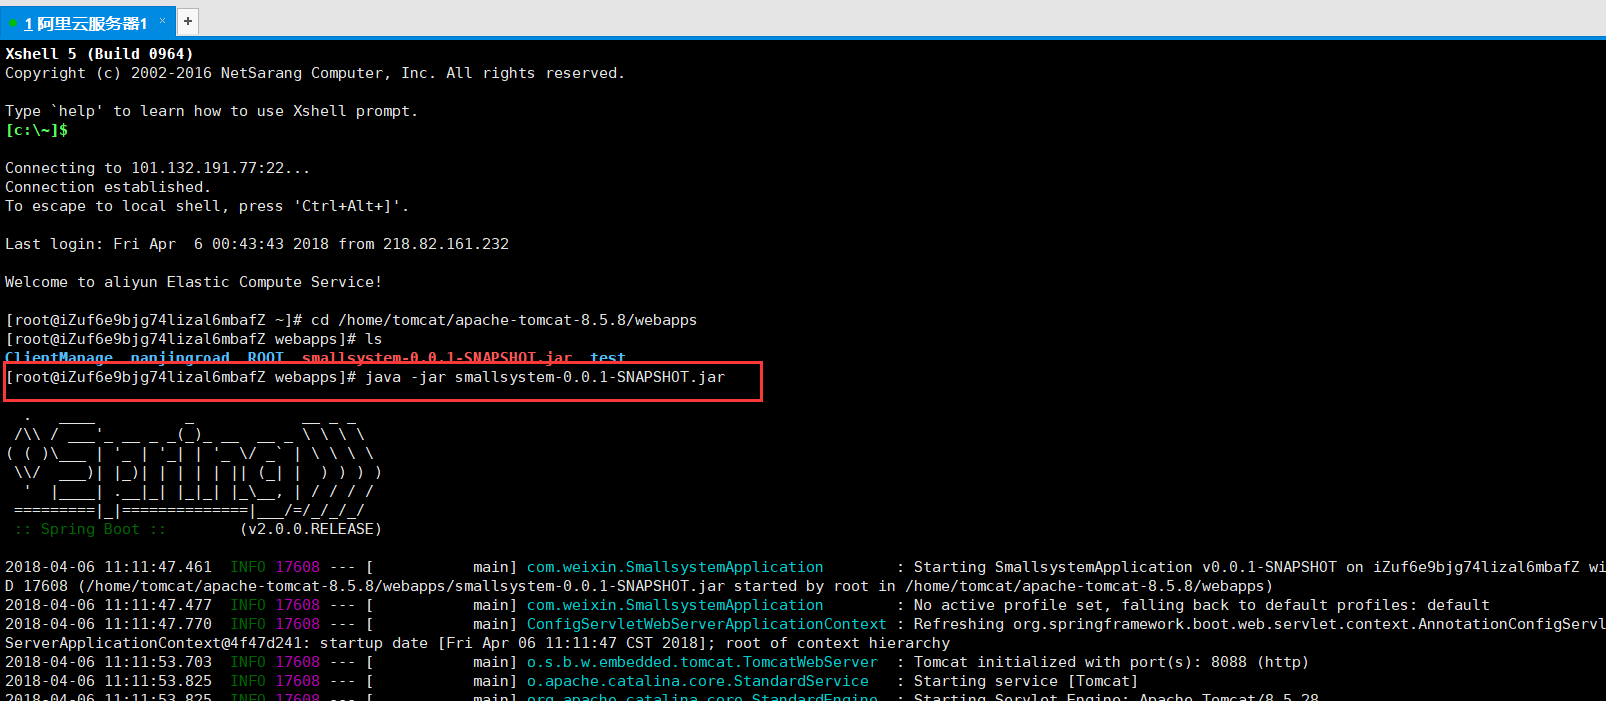 1 阿里云服务器1 × +
Xshell 5 (Build 0964)
Copyright (c) 2002-2016 NetSarang Computer, Inc. All rights reserved.
Type `help' to learn how to use Xshell prompt.
[c:\~]$
Connecting to 101.132.191.77:22...
Connection established.
To escape to local shell, press 'Ctrl+Alt+]'.
Last login: Fri Apr  6 00:43:43 2018 from 218.82.161.232
Welcome to aliyun Elastic Compute Service!
[root@iZuf6e9bjg74lizal6mbafZ ~]# cd /home/tomcat/apache-tomcat-8.5.8/webapps
[root@iZuf6e9bjg74lizal6mbafZ webapps]# ls
ClientManage  nanjingroad  ROOT  smallsystem-0.0.1-SNAPSHOT.jar  test
[root@iZuf6e9bjg74lizal6mbafZ webapps]# java -jar smallsystem-0.0.1-SNAPSHOT.jar
  .   ____          _            __ _ _
 /\\ / ___'_ __ _ _(_)_ __  __ _ \ \ \ \
( ( )\___ | '_ | '_| | '_ \/ _` | \ \ \ \
 \\/  ___)| |_)| | | | | || (_| |  ) ) ) )
  '  |____| .__|_| |_|_| |_\__, | / / / /
 =========|_|==============|___/=/_/_/_/
 :: Spring Boot ::        (v2.0.0.RELEASE)
2018-04-06 11:11:47.461  INFO 17608 --- [           main] com.weixin.SmallsystemApplication        : Starting SmallsystemApplication v0.0.1-SNAPSHOT on iZuf6e9bjg74lizal6mbafZ wi
D 17608 (/home/tomcat/apache-tomcat-8.5.8/webapps/smallsystem-0.0.1-SNAPSHOT.jar started by root in /home/tomcat/apache-tomcat-8.5.8/webapps)
2018-04-06 11:11:47.477  INFO 17608 --- [           main] com.weixin.SmallsystemApplication        : No active profile set, falling back to default profiles: default
2018-04-06 11:11:47.770  INFO 17608 --- [           main] ConfigServletWebServerApplicationContext : Refreshing org.springframework.boot.web.servlet.context.AnnotationConfigServl
ServerApplicationContext@4f47d241: startup date [Fri Apr 06 11:11:47 CST 2018]; root of context hierarchy
2018-04-06 11:11:53.703  INFO 17608 --- [           main] o.s.b.w.embedded.tomcat.TomcatWebServer  : Tomcat initialized with port(s): 8088 (http)
2018-04-06 11:11:53.825  INFO 17608 --- [           main] o.apache.catalina.core.StandardService   : Starting service [Tomcat]
2018-04-06 11:11:53.825  INFO 17608 --- [           main] org.apache.catalina.core.StandardEngine  : Starting Servlet Engine: Apache Tomcat/8.5.28